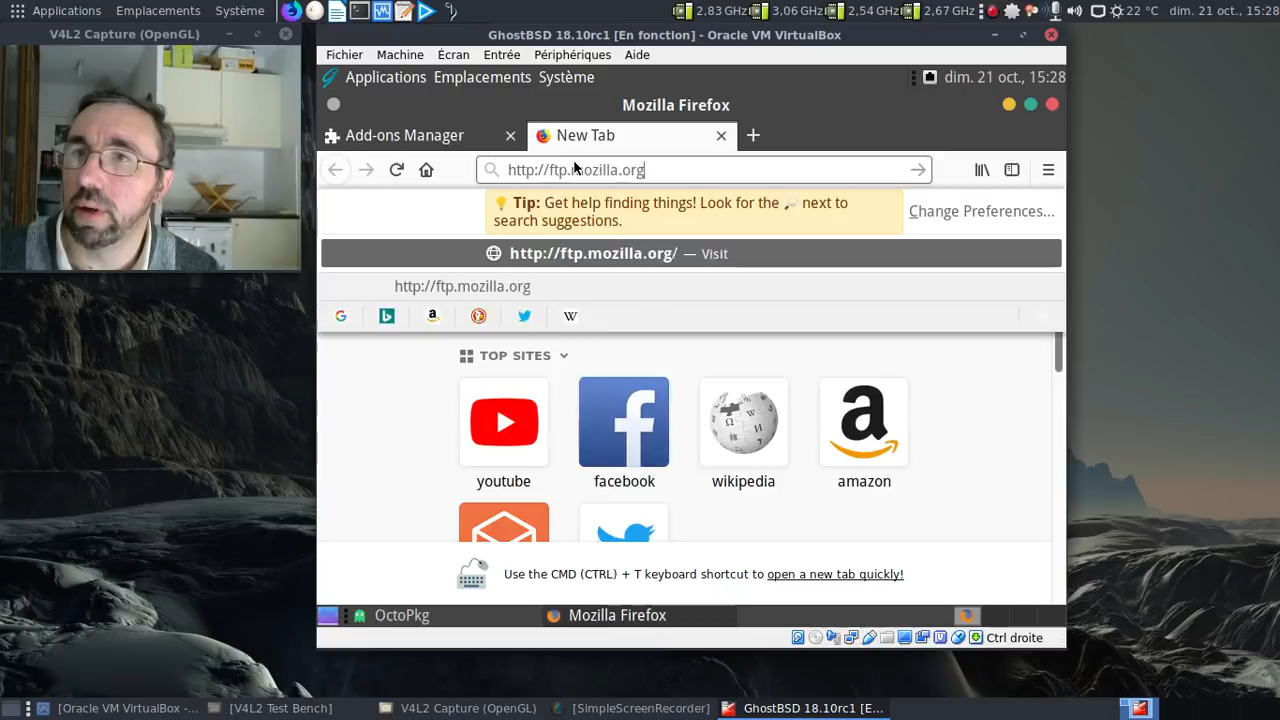 Applications Emplacements Système
2,83 GHz 3,06 GHz 2,54 GHz 2,67 GHz 22 °C dim. 21 oct., 15:28
V4L2 Capture (OpenGL)
GhostBSD 18.10rc1 [En fonction] - Oracle VM VirtualBox
Fichier Machine Écran Entrée Périphériques Aide
Applications Emplacements Système dim. 21 oct., 15:28
Mozilla Firefox
Add-ons Manager New Tab
http://ftp.mozilla.org
Tip: Get help finding things! Look for the next to
search suggestions.
Change Preferences...
http://ftp.mozilla.org/ — Visit
http://ftp.mozilla.org
TOP SITES
youtube facebook wikipedia amazon
Use the CMD (CTRL) + T keyboard shortcut to open a new tab quickly!
OctoPkg Mozilla Firefox
Ctrl droite
[Oracle VM VirtualBox -... [V4L2 Test Bench] V4L2 Capture (OpenGL) [SimpleScreenRecorder] GhostBSD 18.10rc1 [E...